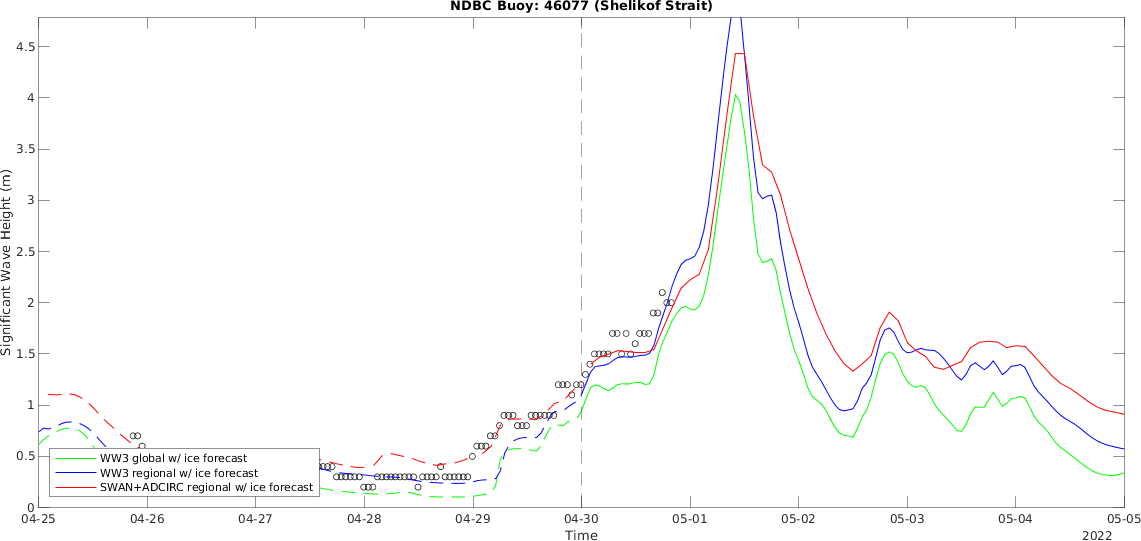 NDBC Buoy: 46077 (Shelikof Strait)
Significant Wave Height (m)
4.5
4
3.5
3
2.5
2
1.5
1
0.5
0
WW3 global w/ ice forecast
WW3 regional w/ ice forecast
SWAN+ADCIRC regional w/ ice forecast
04-25 04-26 04-27 04-28 04-29 04-30 05-01 05-02 05-03 05-04 05-05
Time
2022